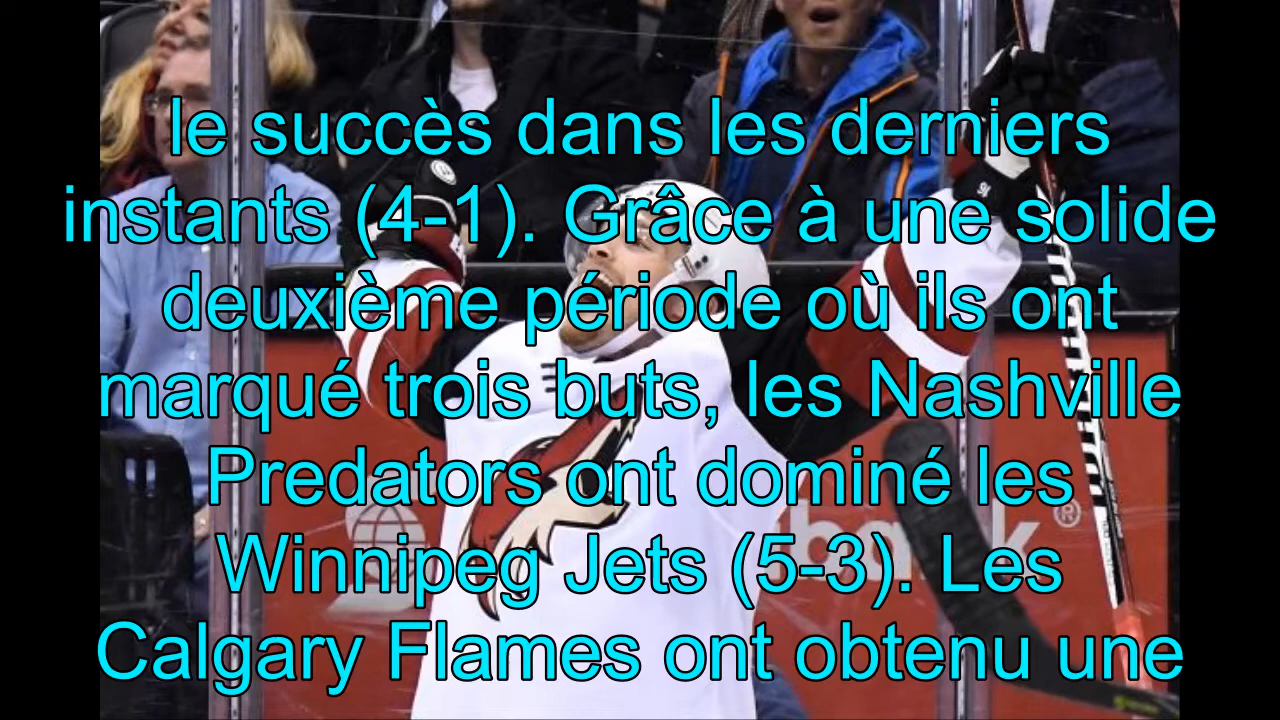 le succès dans les derniers
instants (4-1). Grâce à une solide
deuxième période où ils ont
marqué trois buts, les Nashville
Predators ont dominé les
Winnipeg Jets (5-3). Les
Calgary Flames ont obtenu une